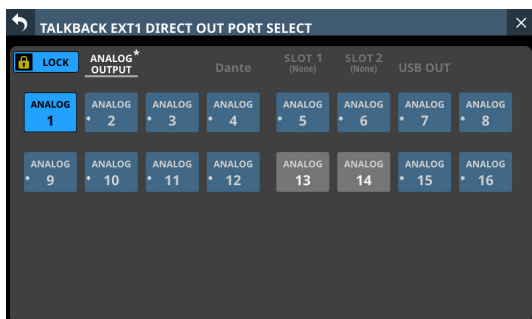 TALKBACK EXT1 DIRECT OUT PORT SELECT
LOCK
ANALOG*
OUTPUT
Dante
SLOT 1
(None)
SLOT 2
(None)
USB OUT
ANALOG
1
ANALOG
* 2
ANALOG
* 3
ANALOG
* 4
ANALOG
* 5
ANALOG
* 6
ANALOG
* 7
ANALOG
* 8
ANALOG
* 9
ANALOG
* 10
ANALOG
* 11
ANALOG
* 12
ANALOG
13
ANALOG
14
ANALOG
* 15
ANALOG
* 16